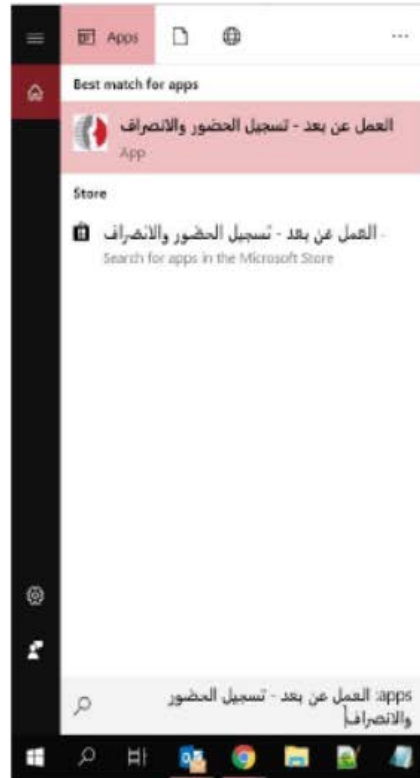 Apps
Best match for apps
العمل عن بعد - تسجيل الحضور والانصراف
App
Store
العمل عن بعد - تسجيل الحضور والانصراف -
Search for apps in the Microsoft Store
apps: العمل عن بعد - تسجيل الحضور
والانصراف